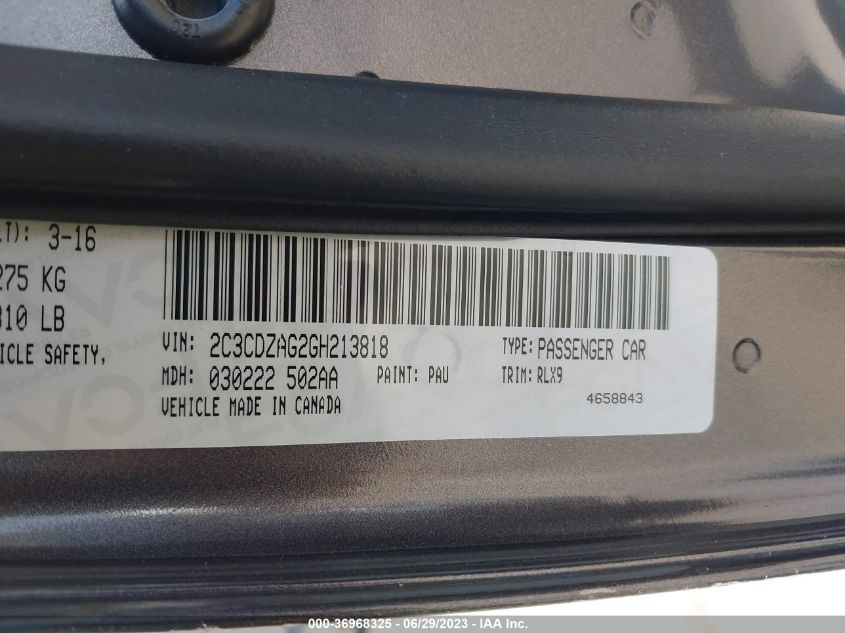 LT): 3-16
275 KG
310 LB
ICLE SAFETY,
VIN: 2C3CDZAG2GH213818 TYPE: PASSENGER CAR
MDH: 030222 502AA PAINT: PAU TRIM: RLX9
VEHICLE MADE IN CANADA 4658843
000-36968325 - 06/29/2023 - IAA Inc.